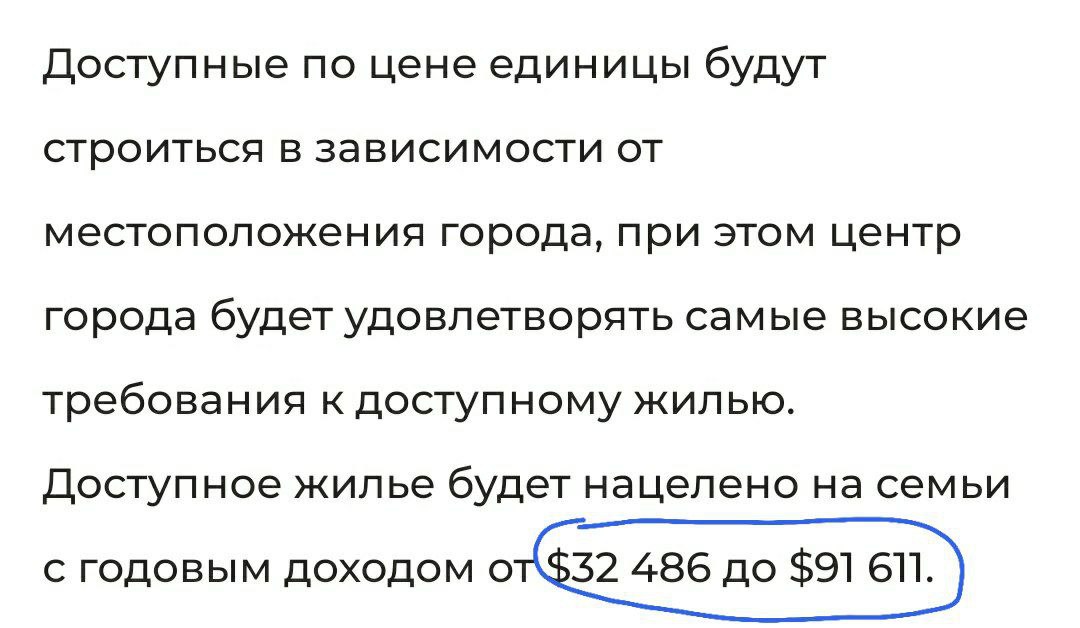 Доступные по цене единицы будут
строиться в зависимости от
местоположения города, при этом центр
города будет удовлетворять самые высокие
требования к доступному жилью.
Доступное жилье будет нацелено на семьи
с годовым доходом от $32 486 до $91 611.